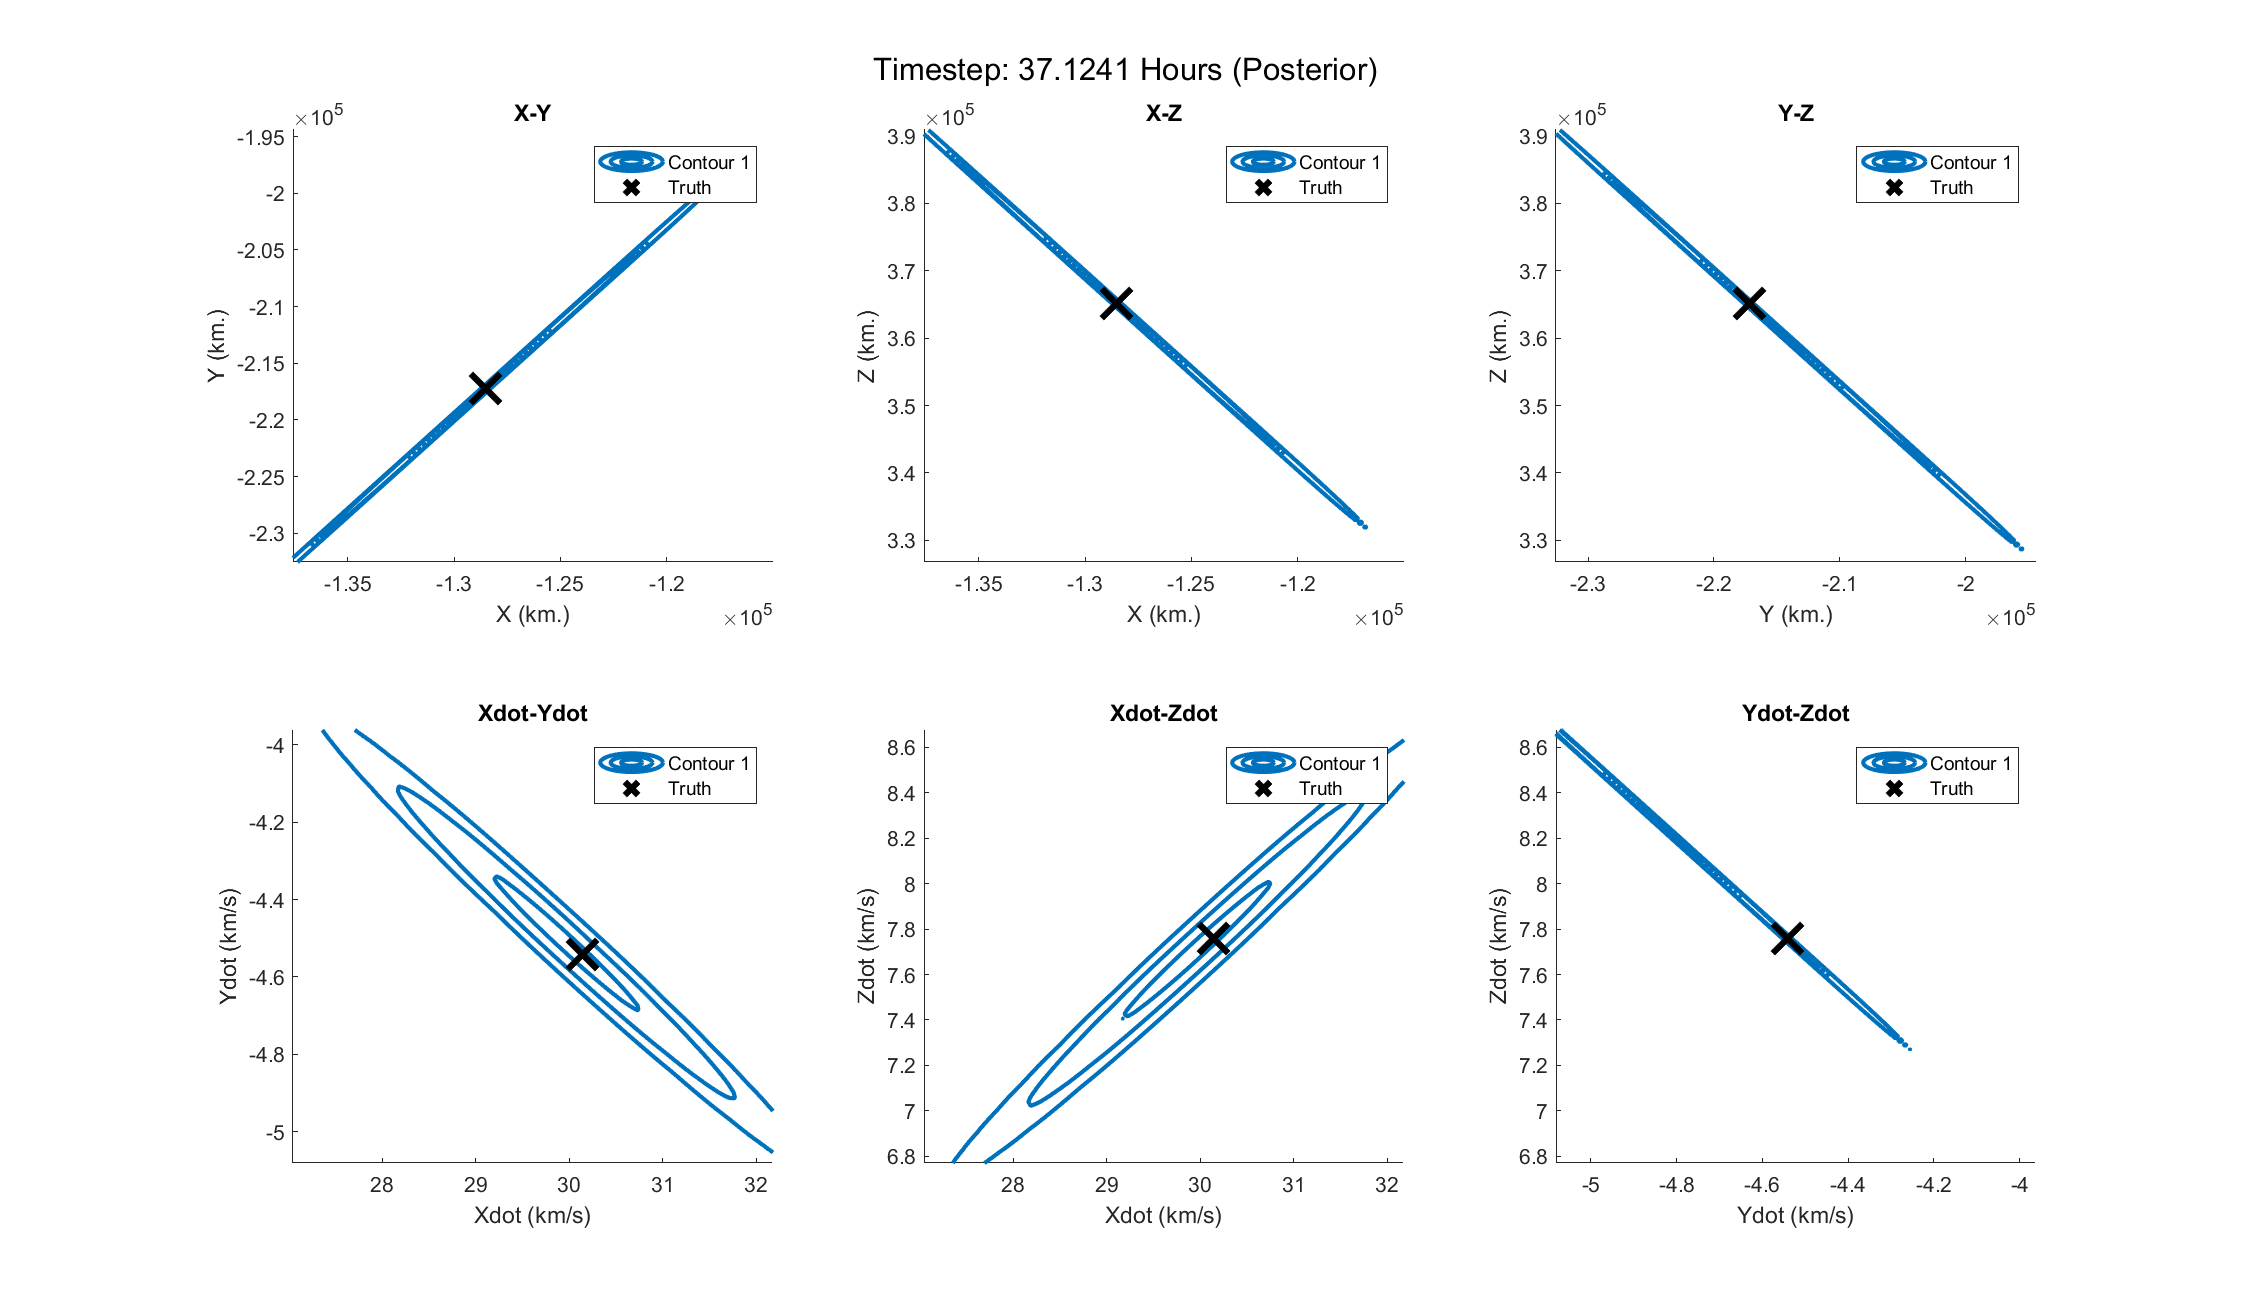 Timestep: 37.1241 Hours (Posterior)
X-Y
×10^5
-1.95
-2
-2.05
-2.1
-2.15
-2.2
-2.25
-2.3
Y (km.)
Contour 1
Truth
-1.35 -1.3 -1.25 -1.2
X (km.)
×10^5
X-Z
×10^5
3.9
3.8
3.7
3.6
3.5
3.4
3.3
Z (km.)
Contour 1
Truth
-1.35 -1.3 -1.25 -1.2
X (km.)
×10^5
Y-Z
×10^5
3.9
3.8
3.7
3.6
3.5
3.4
3.3
Z (km.)
Contour 1
Truth
-2.3 -2.2 -2.1 -2
Y (km.)
×10^5
Xdot-Ydot
-4
-4.2
-4.4
-4.6
-4.8
-5
Ydot (km/s)
Contour 1
Truth
28 29 30 31 32
Xdot (km/s)
Xdot-Zdot
8.6
8.4
8.2
8
7.8
7.6
7.4
7.2
7
6.8
Zdot (km/s)
Contour 1
Truth
28 29 30 31 32
Xdot (km/s)
Ydot-Zdot
8.6
8.4
8.2
8
7.8
7.6
7.4
7.2
7
6.8
Zdot (km/s)
Contour 1
Truth
-5 -4.8 -4.6 -4.4 -4.2 -4
Ydot (km/s)